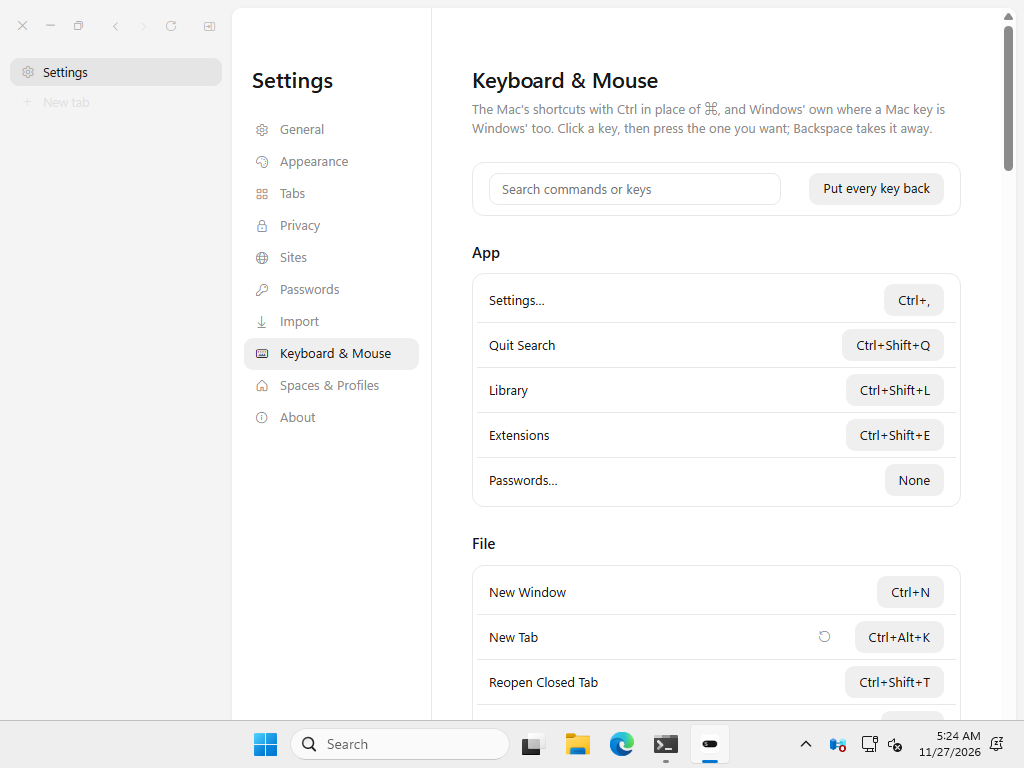 Settings
New tab
Settings
General
Appearance
Tabs
Privacy
Sites
Passwords
Import
Keyboard & Mouse
Spaces & Profiles
About
Keyboard & Mouse
The Mac's shortcuts with Ctrl in place of ⌘, and Windows' own where a Mac key is
Windows' too. Click a key, then press the one you want; Backspace takes it away.
Search commands or keys
Put every key back
App
Settings...
Ctrl+,
Quit Search
Ctrl+Shift+Q
Library
Ctrl+Shift+L
Extensions
Ctrl+Shift+E
Passwords...
None
File
New Window
Ctrl+N
New Tab
Ctrl+Alt+K
Reopen Closed Tab
Ctrl+Shift+T
Search
5:24 AM
11/27/2026